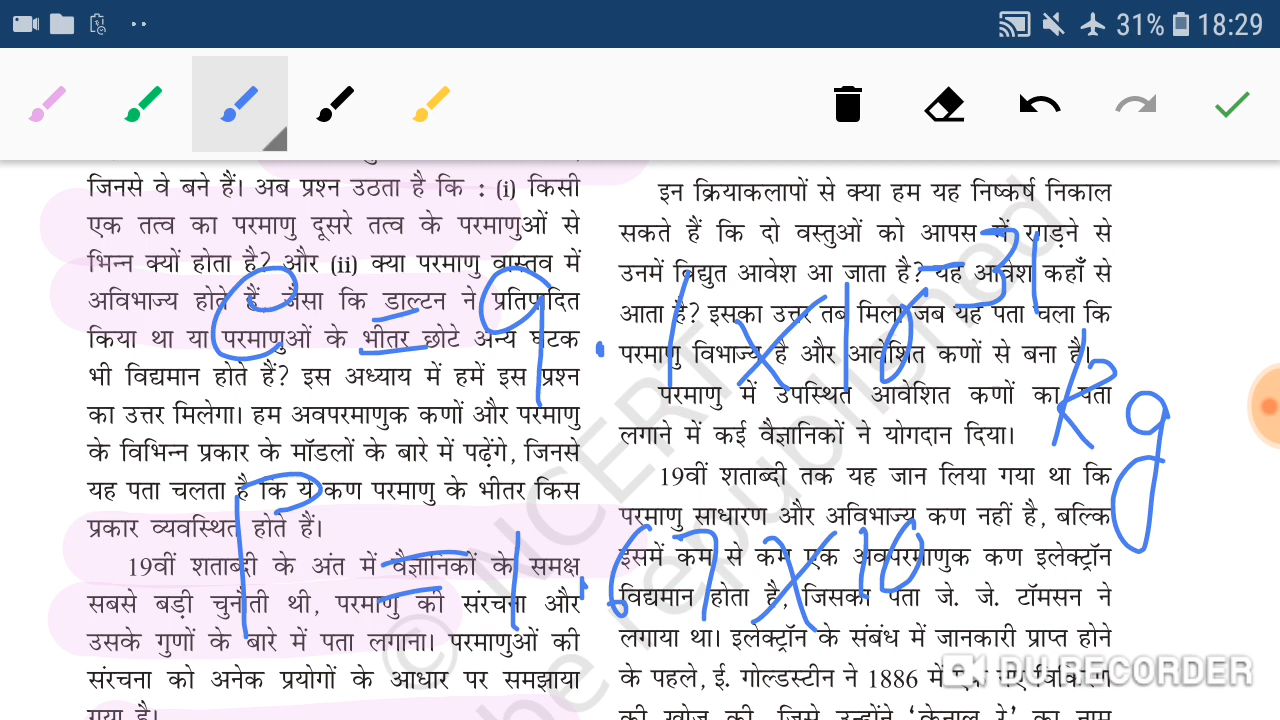 31% 18:29
जिनसे वे बने हैं। अब प्रश्न उठता है कि : (i) किसी
एक तत्व का परमाणु दूसरे तत्व के परमाणुओं से
भिन्न क्यों होता है? और (ii) क्या परमाणु वास्तव में
अविभाज्य होते हैं, जैसा कि डाल्टन ने प्रतिपादित
किया था या परमाणुओं के भीतर छोटे अन्य घटक
भी विद्यमान होते हैं? इस अध्याय में हमें इस प्रश्न
का उत्तर मिलेगा। हम अवपरमाणुक कणों और परमाणु
के विभिन्न प्रकार के मॉडलों के बारे में पढ़ेंगे, जिनसे
यह पता चलता है कि ये कण परमाणु के भीतर किस
प्रकार व्यवस्थित होते हैं।
19वीं शताब्दी के अंत में वैज्ञानिकों के समक्ष
सबसे बड़ी चुनौती थी, परमाणु की संरचना और
उसके गुणों के बारे में पता लगाना। परमाणुओं की
संरचना को अनेक प्रयोगों के आधार पर समझाया
गया है।
इन क्रियाकलापों से क्या हम यह निष्कर्ष निकाल
सकते हैं कि दो वस्तुओं को आपस में रगड़ने से
उनमें विद्युत आवेश आ जाता है? यह आवेश कहाँ से
आता है? इसका उत्तर तब मिला जब यह पता चला कि
परमाणु विभाज्य है और आवेशित कणों से बना है।
परमाणु में उपस्थित आवेशित कणों का पता
लगाने में कई वैज्ञानिकों ने योगदान दिया।
19वीं शताब्दी तक यह जान लिया गया था कि
परमाणु साधारण और अविभाज्य कण नहीं है, बल्कि
इसमें कम से कम एक अवपरमाणुक कण इलेक्ट्रॉन
विद्यमान होता है, जिसका पता जे. जे. टॉमसन ने
लगाया था। इलेक्ट्रॉन के संबंध में जानकारी प्राप्त होने
के पहले, ई. गोल्डस्टीन ने 1886 में
की खोज की, जिसे उन्होंने 'केनाल रे' का नाम
e = 9.1×10-31 kg
P = 1.67×10
© NCERT
be republished
DU RECORDER